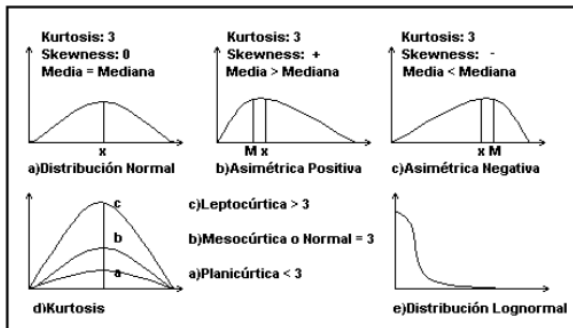 Kurtosis: 3
Skewness: 0
Media = Mediana
x
a)Distribución Normal
Kurtosis: 3
Skewness: +
Media > Mediana
M x
b)Asimétrica Positiva
Kurtosis: 3
Skewness: -
Media < Mediana
x M
c)Asimétrica Negativa
c
b
a
d)Kurtosis
c)Leptocúrtica > 3
b)Mesocúrtica o Normal = 3
a)Planicúrtica < 3
e)Distribución Lognormal